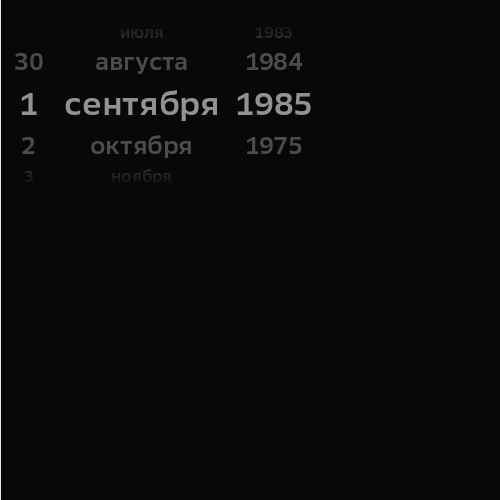 июля 1983
30 августа 1984
1 сентября 1985
2 октября 1975
3 ноября